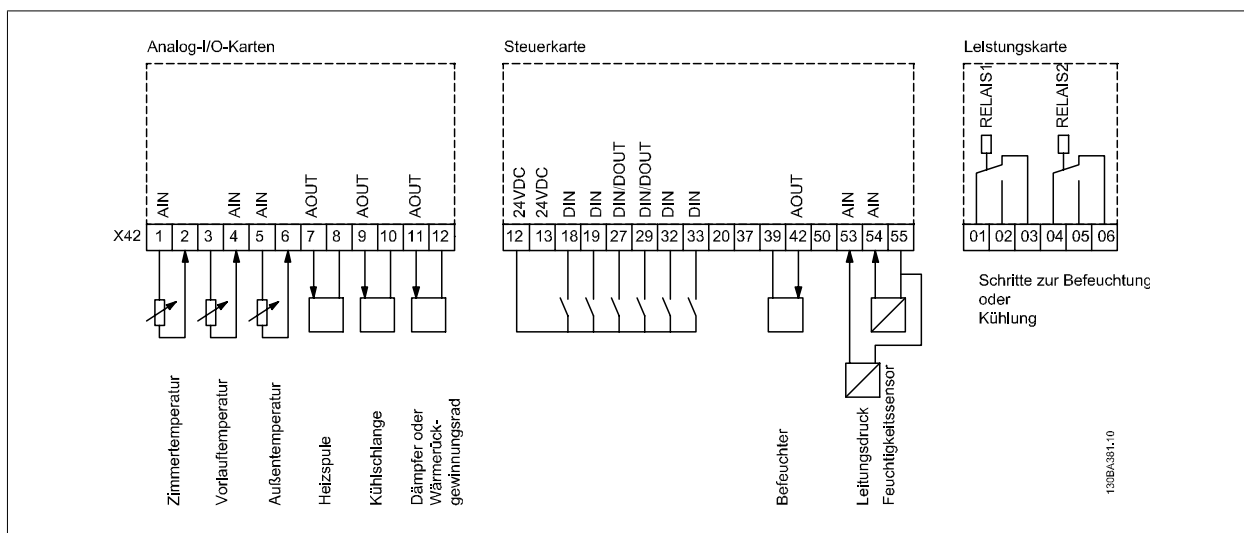 Analog-I/O-Karten
Steuerkarte
Leistungskarte
RELAIS1
RELAIS2
AIN
AIN
AIN
AOUT
AOUT
AOUT
24VDC
24VDC
DIN
DIN
DIN/DOUT
DIN/DOUT
DIN
DIN
AOUT
AIN
AIN
X42 1 2 3 4 5 6 7 8 9 10 11 12
12 13 18 19 27 29 32 33 20 37 39 42 50 53 54 55
01 02 03 04 05 06
Schritte zur Befeuchtung
oder
Kühlung
Zimmertemperatur
Vorlauftemperatur
Außentemperatur
Heizspule
Kühlschlange
Dämpfer oder
Wärmerück-
gewinnungsrad
Befeuchter
Leitungsdruck
Feuchtigkeitssensor
130BA381.10